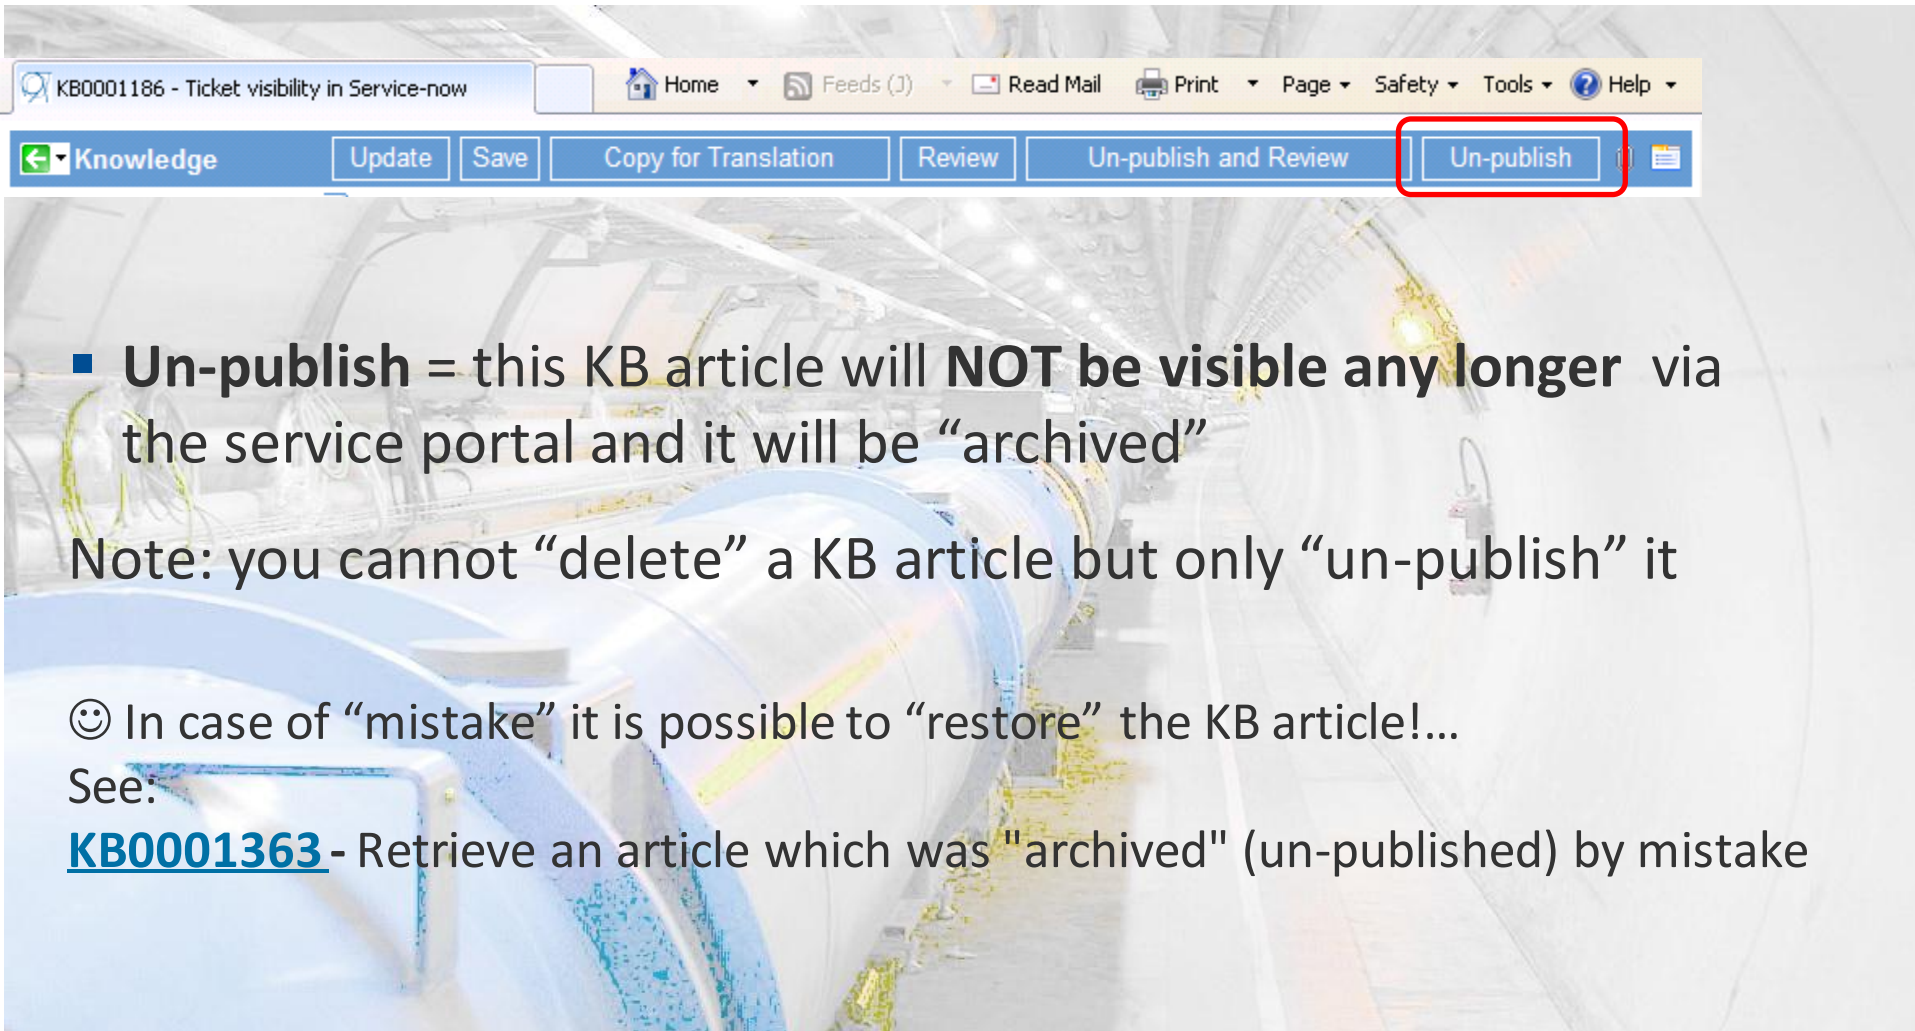 KB0001186 - Ticket visibility in Service-now
Home Feeds (J) Read Mail Print Page Safety Tools Help
Knowledge Update Save Copy for Translation Review Un-publish and Review Un-publish
Un-publish = this KB article will NOT be visible any longer via
the service portal and it will be “archived”
Note: you cannot “delete” a KB article but only “un-publish” it
☺ In case of “mistake” it is possible to “restore” the KB article!...
See:
KB0001363 - Retrieve an article which was "archived" (un-published) by mistake